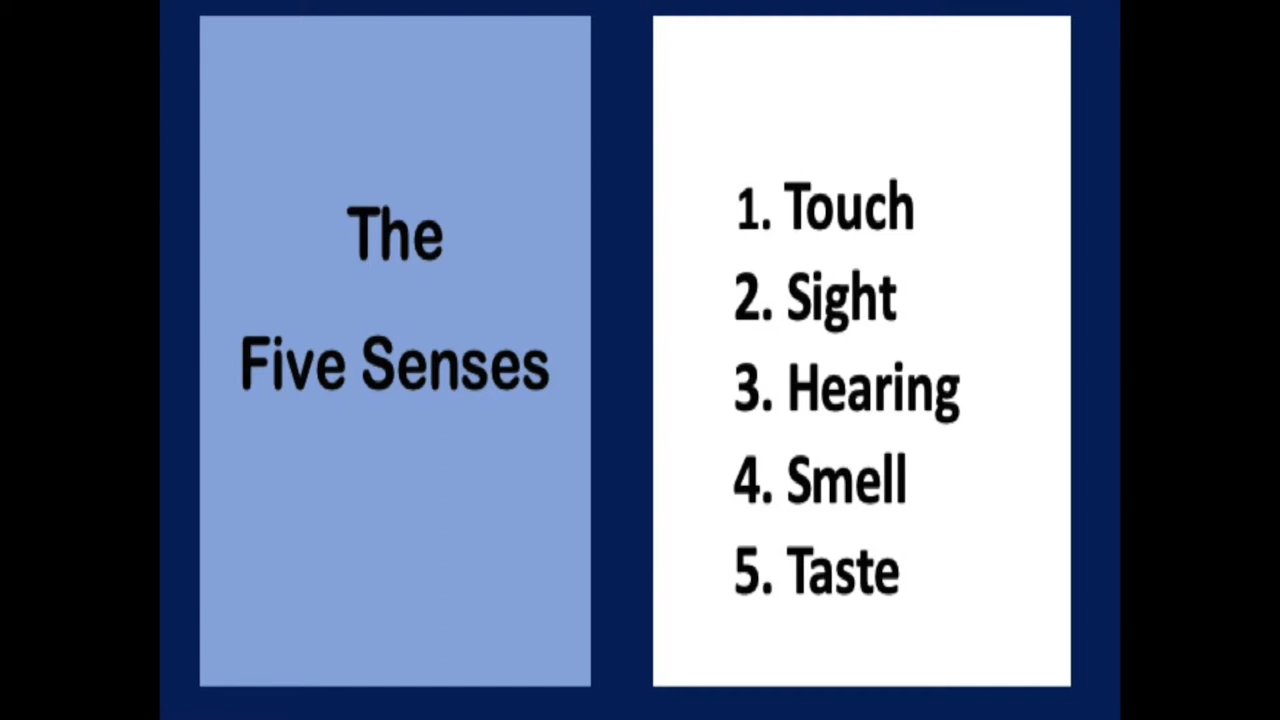 The
Five Senses
1. Touch
2. Sight
3. Hearing
4. Smell
5. Taste